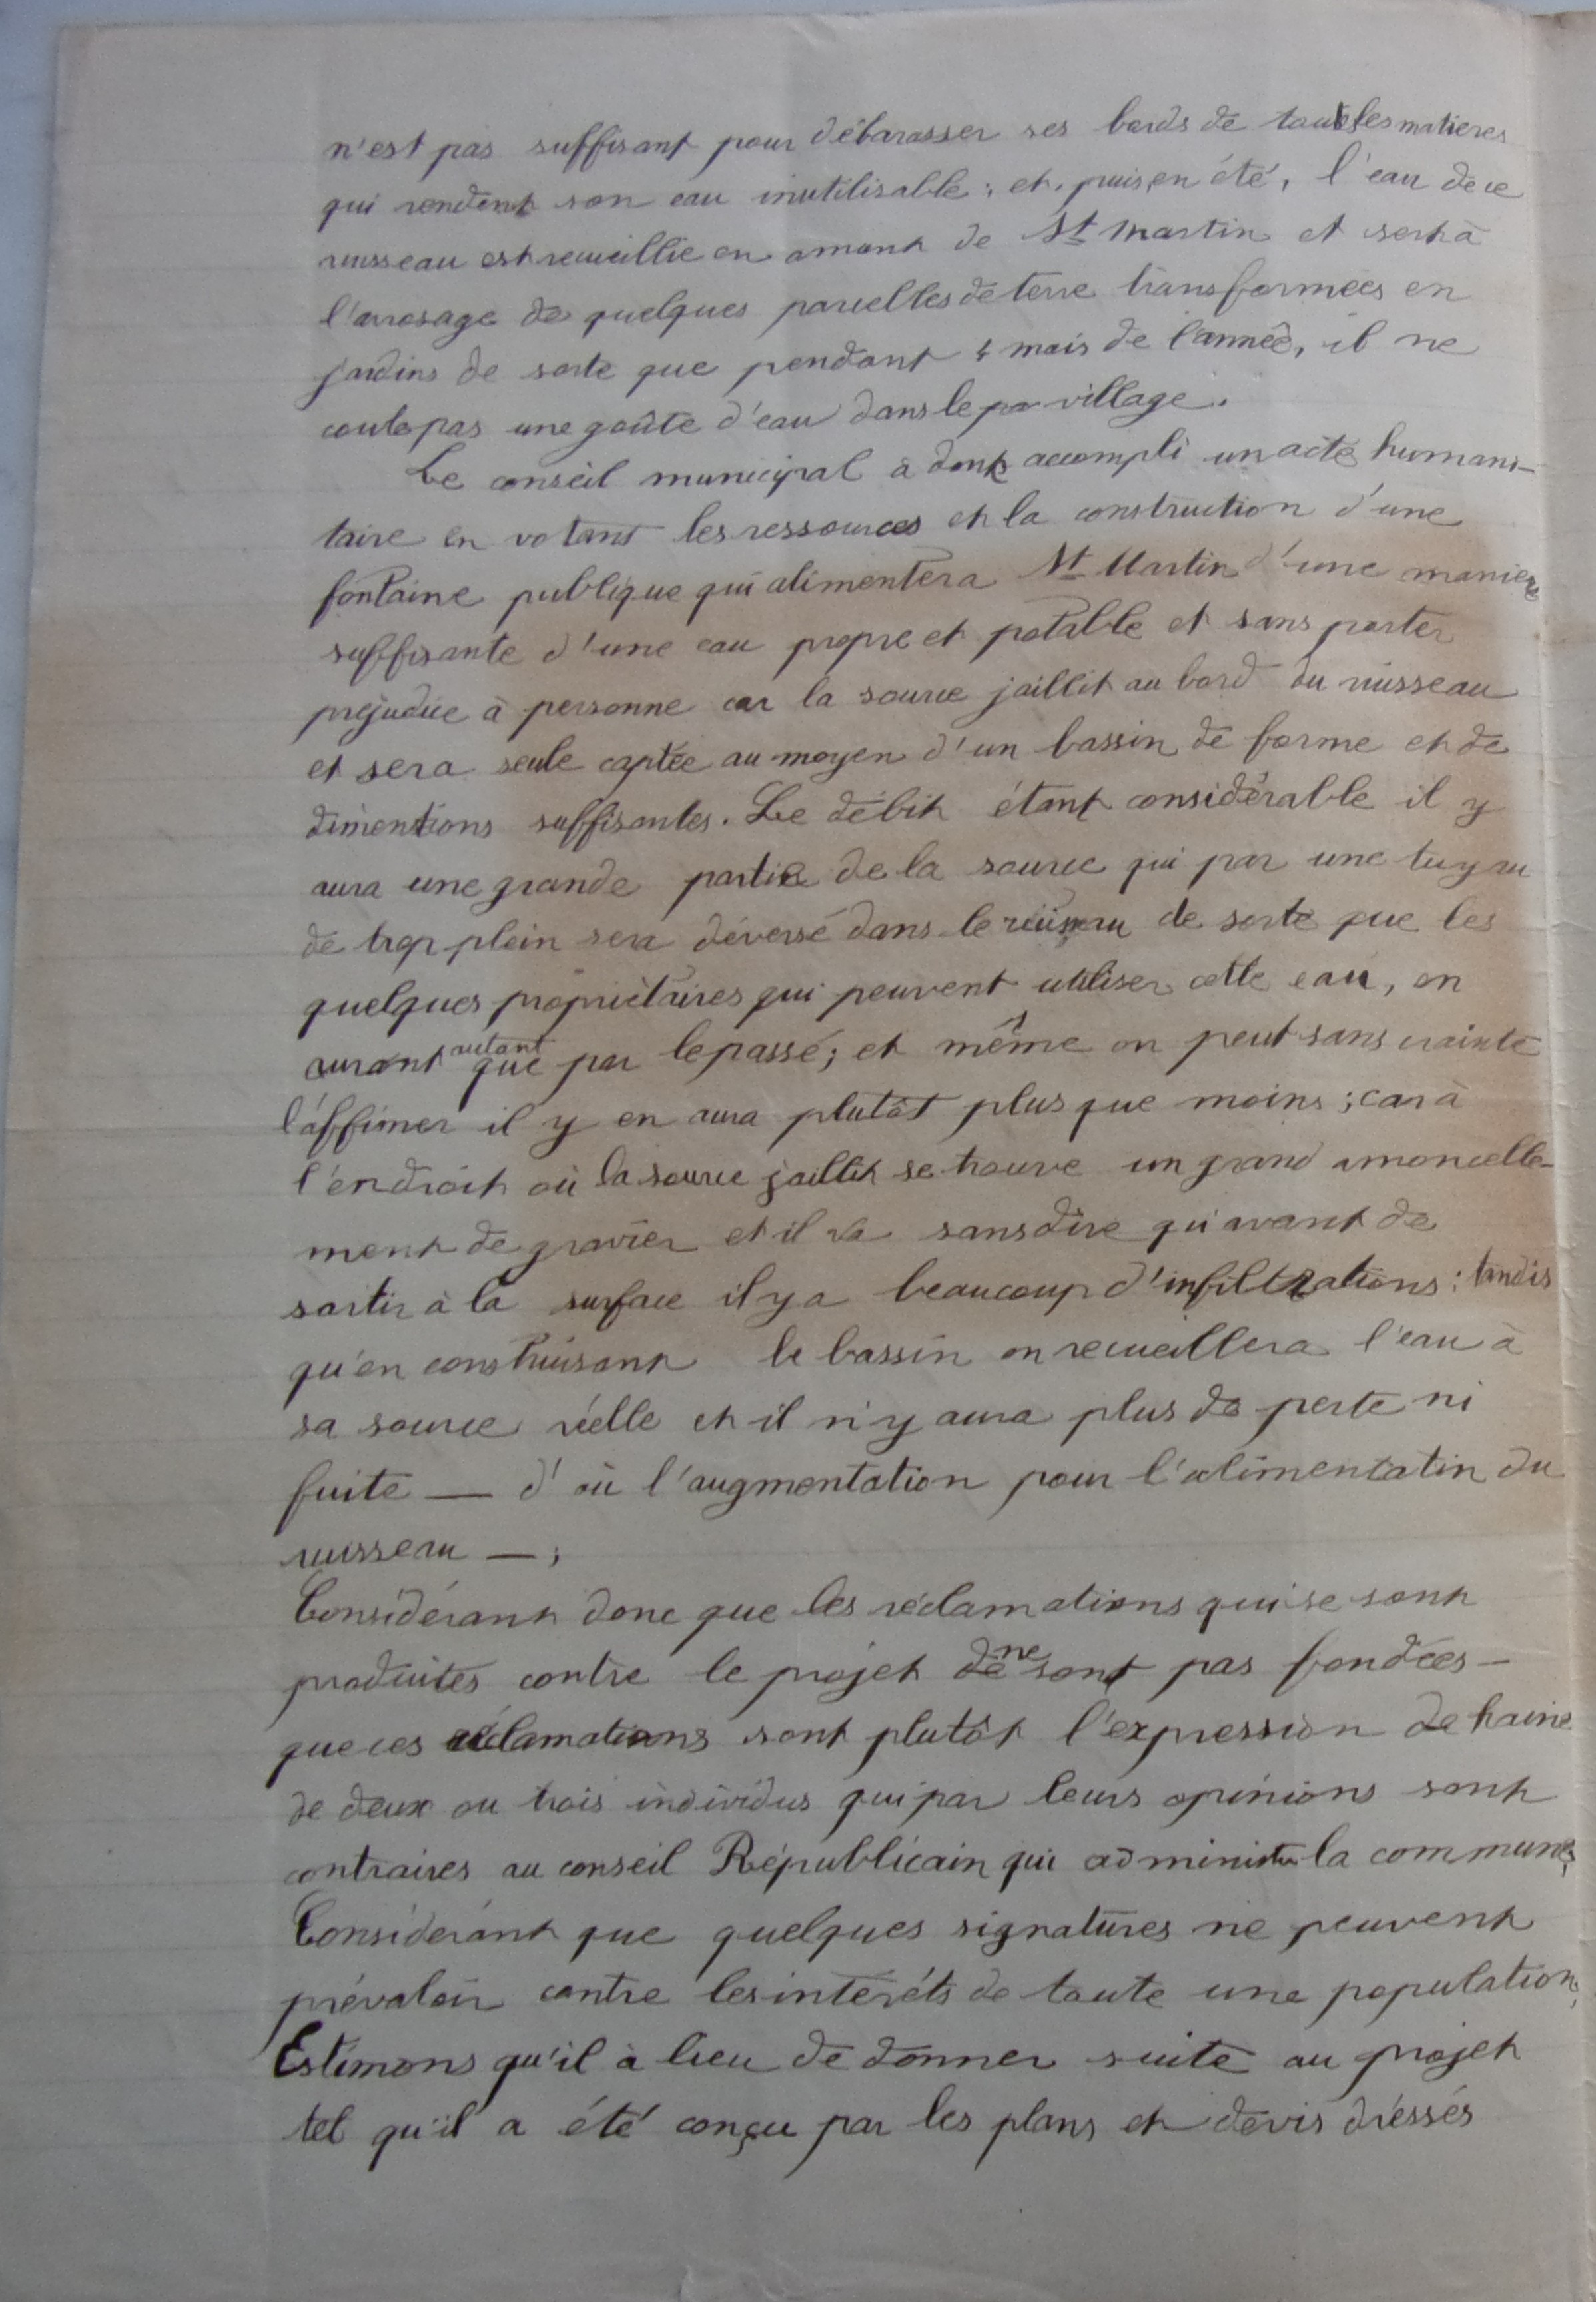 n'est pas suffisant pour débarasser ses bords de toutes les matières
qui rendent son eau inutilisable ; et, puis, en été, l'eau de ce
ruisseau est recueillie en amont de St Martin et sert à
l'arrosage de quelques parcelles de terre transformées en
jardins de sorte que pendant 4 mois de l'année, il ne
coule pas une goûte d'eau dans le village.
Le conseil municipal à donc accompli un acte humani-
taire en votant les ressources et la construction d'une
fontaine publique qui alimentera St Martin d'une manière
suffisante d'une eau propre et potable et sans porter
préjudice à personne car la source jaillit au bord du ruisseau
et sera seule captée au moyen d'un bassin de forme et de
dimentions suffisantes. Le débit étant considérable il y
aura une grande partie de la source qui par une tuyau
de trop plein sera déversé dans le ruisseau de sorte que les
quelques propriètaires qui peuvent utiliser cette eau, en
auront autant que par le passé ; et même on peut sans crainte
l'affimer il y en aura plutôt plus que moins ; car à
l'endroit où la source jaillit se trouve un grand amoncelle-
ment de gravier et il va sans dire qu'avant de
sortir à la surface il y a beaucoup d'infiltrations : tandis
qu'en construisant le bassin on recueillera l'eau à
sa source réelle et il n'y aura plus de perte ni
fuite — d'où l'augmentation pour l'alimentatin du
ruisseau — ;
Considérant donc que les réclamations qui se sont
produites contre le projet de ne sont pas fondées —
que ces réclamations sont plutôt l'expression de haine
de deux ou trois individus qui par leurs opinions sont
contraires au conseil Républicain qui administre la commune ;
Considerant que quelques signatures ne peuvent
prévaloir contre les intérêts de toute une population ;
Estimons qu'il à lieu de donner suite au projet
tel qu'il a été conçu par les plans et devis dréssés